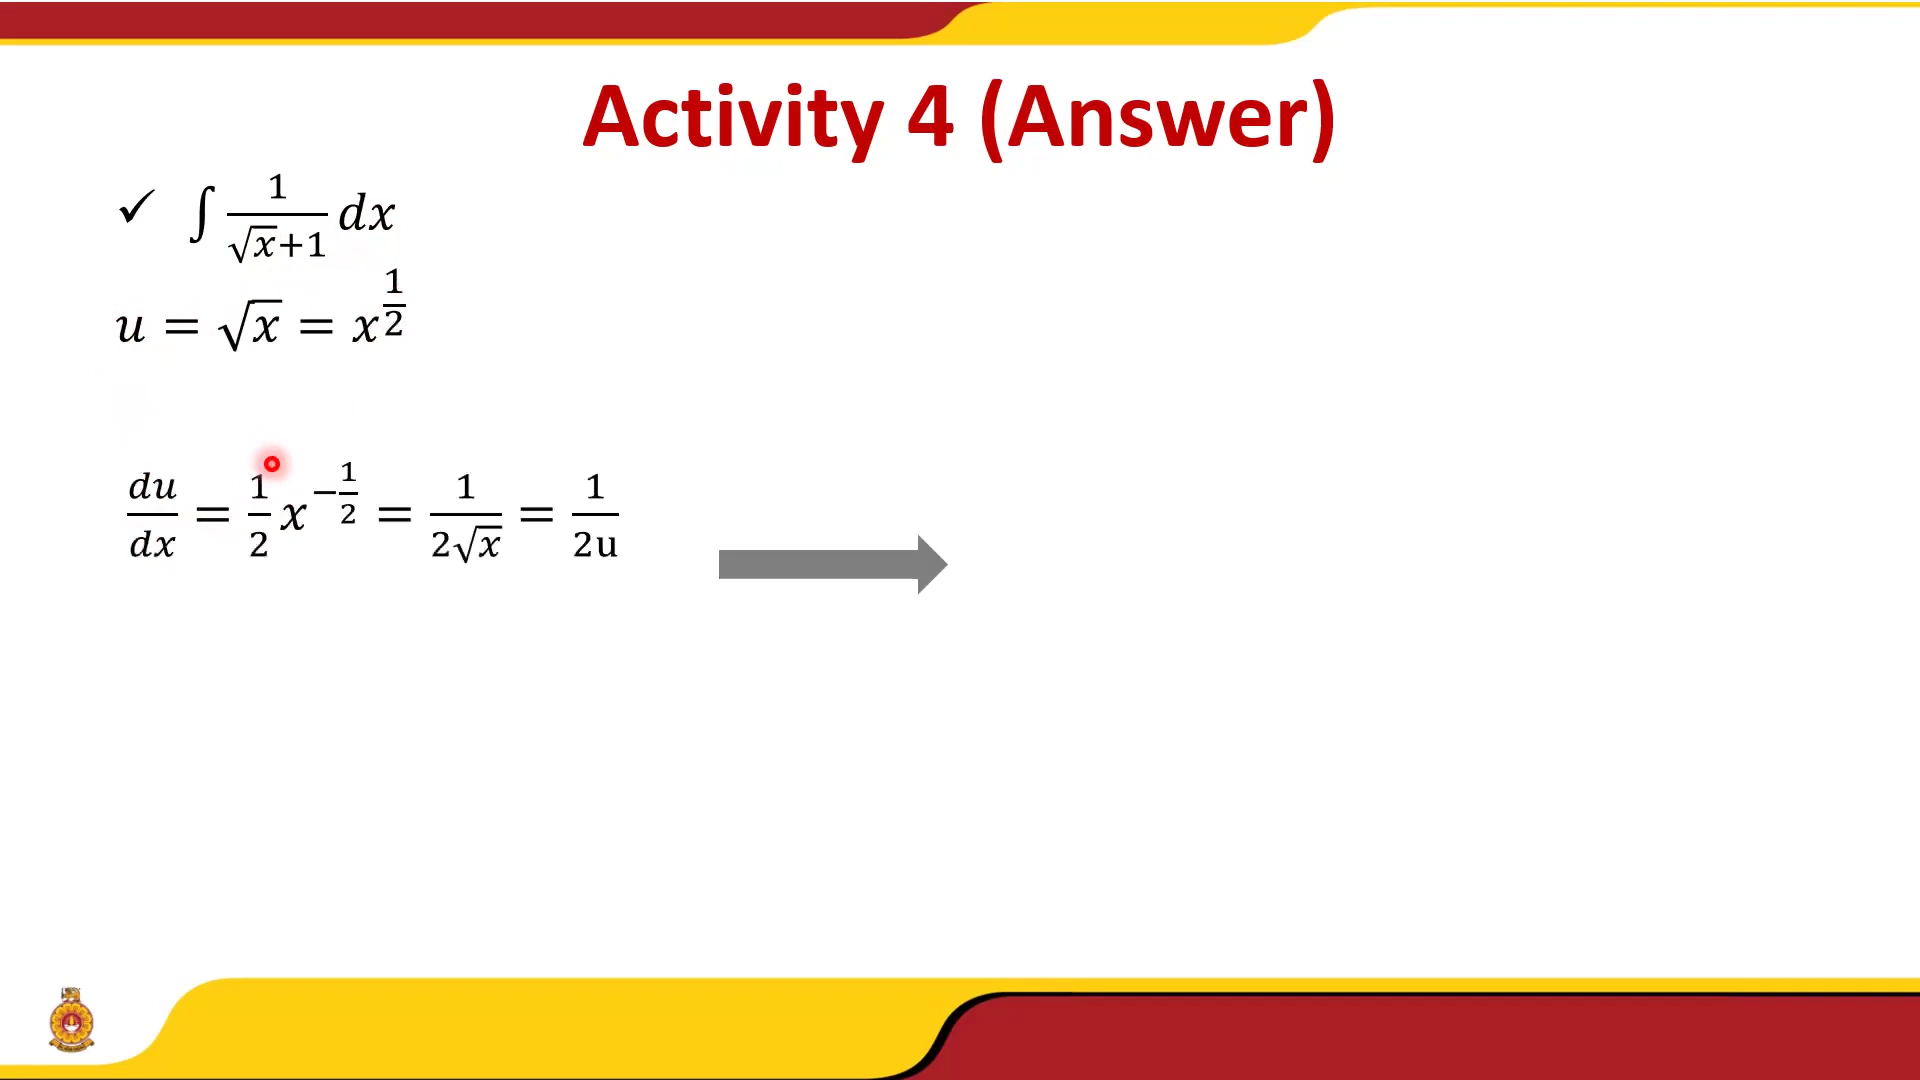 Activity 4 (Answer)
✓ ∫ 1/(√x+1) dx
u = √x = x^(1/2)
du/dx = 1/2 x^(−1/2) = 1/(2√x) = 1/(2u)